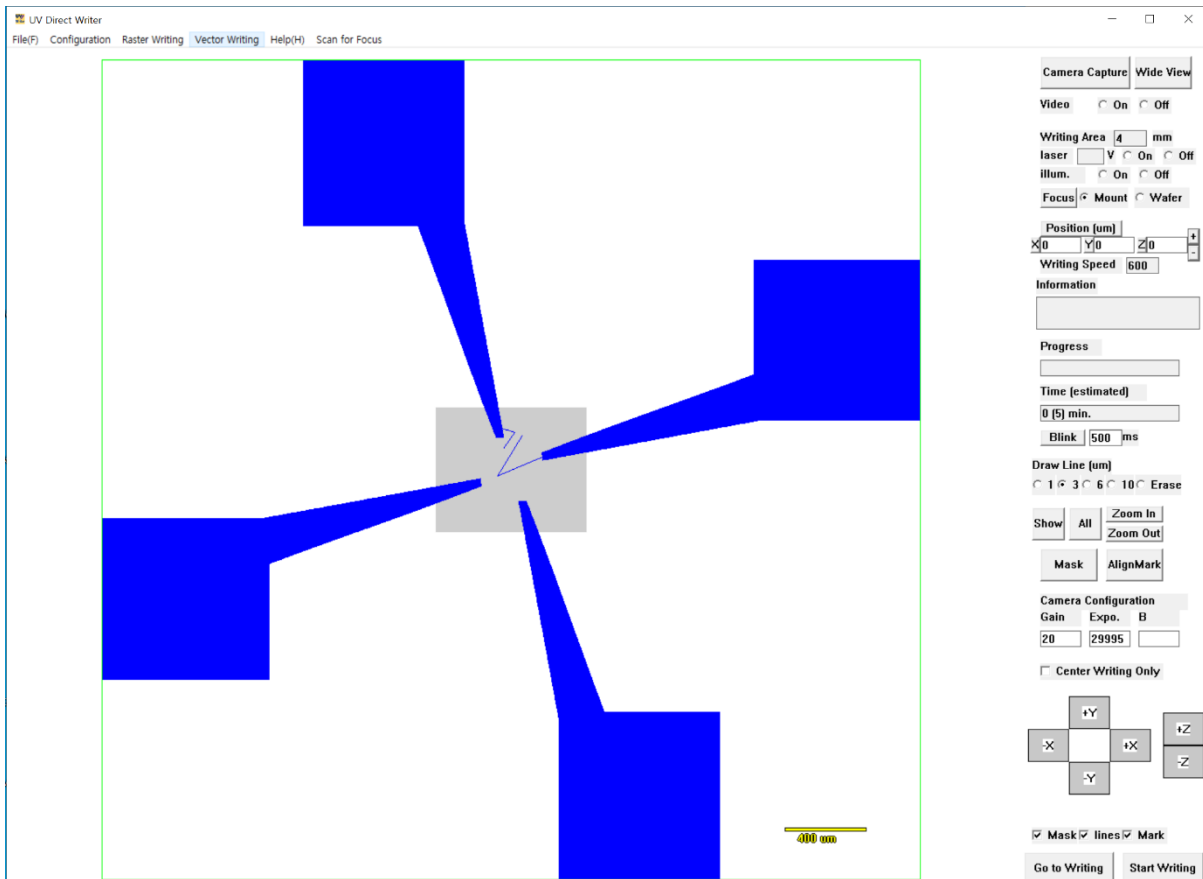 UV Direct Writer
File(F) Configuration Raster Writing Vector Writing Help(H) Scan for Focus
Camera Capture Wide View
Video On Off
Writing Area 4 mm
laser V On Off
illum. On Off
Focus Mount Wafer
Position (um)
X 0 Y 0 Z 0 + -
Writing Speed 600
Information
Progress
Time (estimated)
0 (5) min.
Blink 500 ms
Draw Line (um)
1 3 6 10 Erase
Show All Zoom In
Zoom Out
Mask AlignMark
Camera Configuration
Gain Expo. B
20 29995
Center Writing Only
+Y
-X +X
-Y
+Z
-Z
400 um
Mask lines Mark
Go to Writing Start Writing